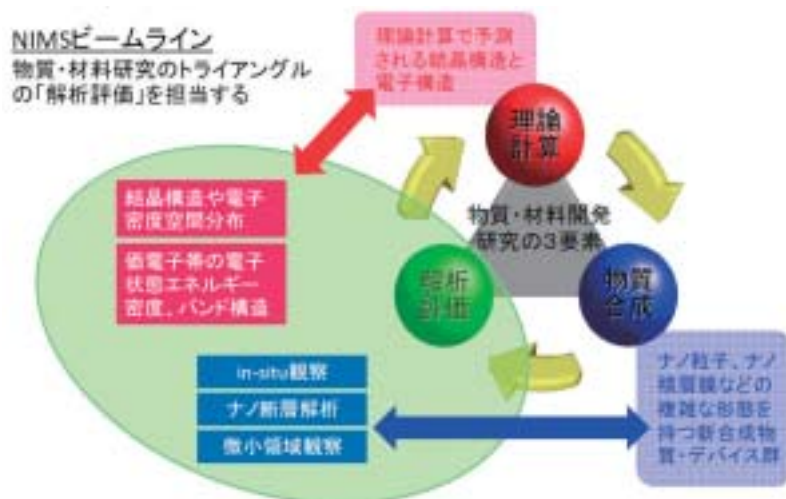 NIMSビームライン
物質・材料研究のトライアングル
の「解析評価」を担当する
理論計算で予測
される結晶構造と
電子構造
理論
計算
結晶構造や電子
密度空間分布
価電子帯の電子
状態エネルギー
密度、バンド構造
物質・材料開発
研究の3要素
解析
評価
物質
合成
in-situ観察
ナノ断層解析
微小領域観察
ナノ粒子、ナノ
積層膜などの
複雑な形態を
持つ新合成物
質・デバイス群